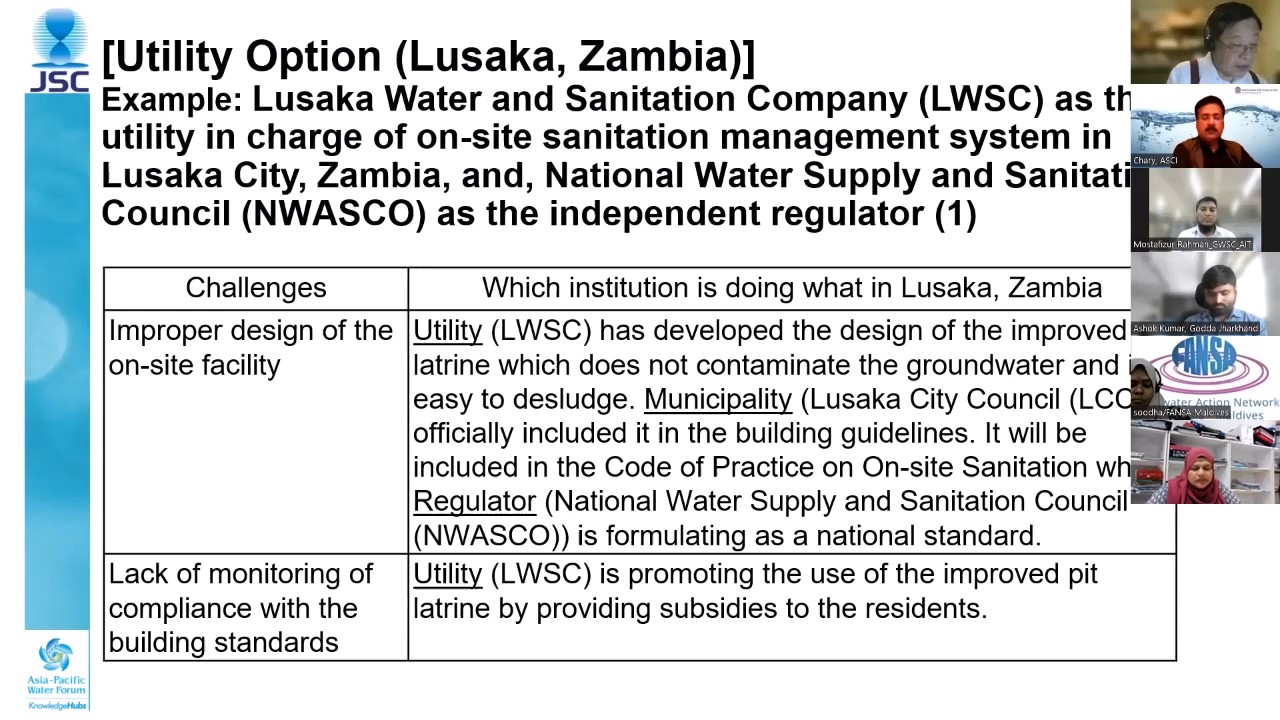 [Utility Option (Lusaka, Zambia)]
Example: Lusaka Water and Sanitation Company (LWSC) as th
utility in charge of on-site sanitation management system in
Lusaka City, Zambia, and, National Water Supply and Sanitati
Council (NWASCO) as the independent regulator (1)
Challenges
Which institution is doing what in Lusaka, Zambia
Improper design of the
on-site facility
Utility (LWSC) has developed the design of the improved
latrine which does not contaminate the groundwater and i
easy to desludge. Municipality (Lusaka City Council (LCC
officially included it in the building guidelines. It will be
included in the Code of Practice on On-site Sanitation wh
Regulator (National Water Supply and Sanitation Council
(NWASCO)) is formulating as a national standard.
Lack of monitoring of
compliance with the
building standards
Utility (LWSC) is promoting the use of the improved pit
latrine by providing subsidies to the residents.
JSC
Asia-Pacific
Water Forum
KnowledgeHubs
Chary, ASCI
Mostafizur Rahman_GWSC_AIT
Ashok Kumar, Godda Jharkhand
FANSA
water Action Network
ldives
soodha/FANSA Maldives